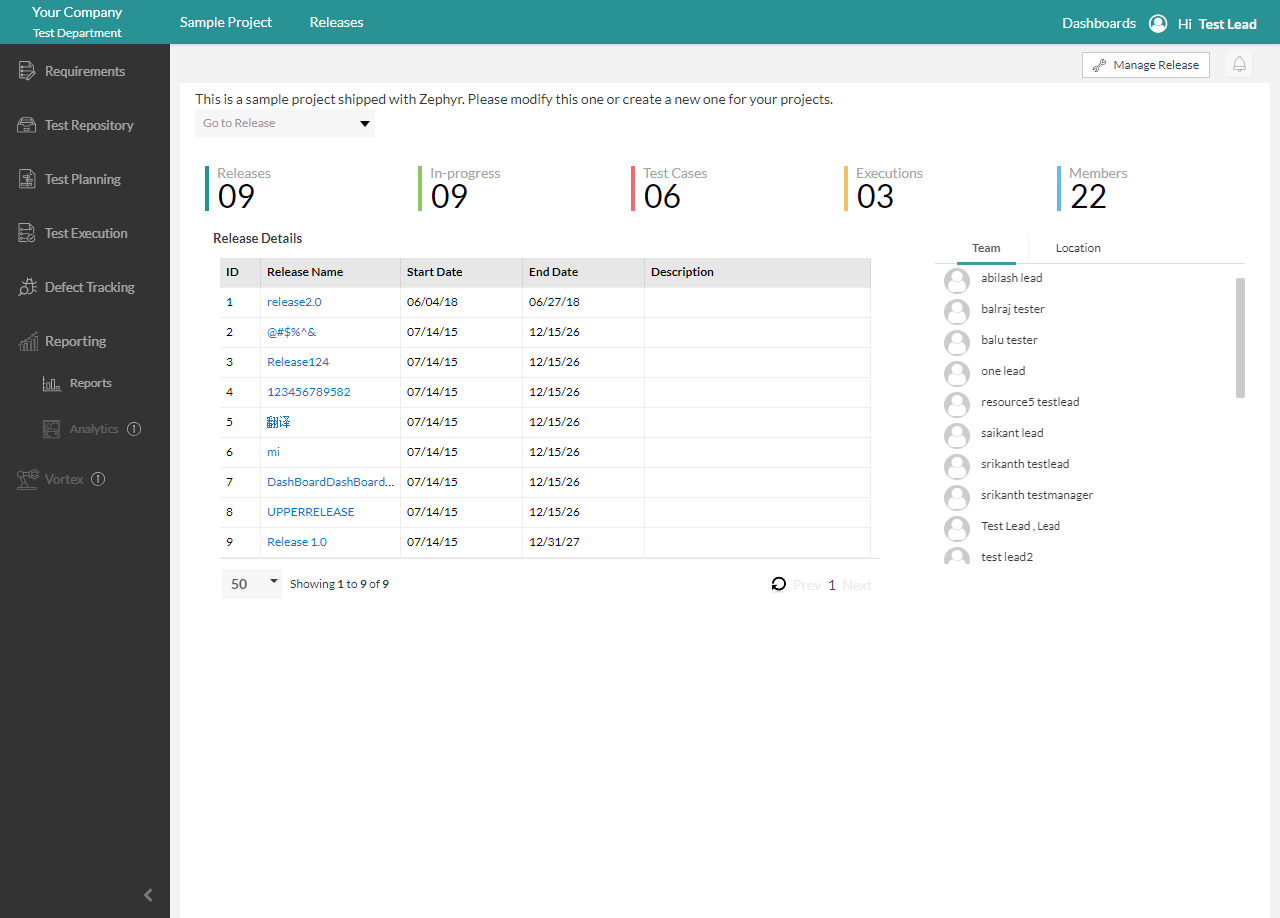 Your Company
Test Department
Sample Project
Releases
Dashboards
Hi Test Lead
Requirements
Test Repository
Test Planning
Test Execution
Defect Tracking
Reporting
Reports
Analytics
Vortex
Manage Release
This is a sample project shipped with Zephyr. Please modify this one or create a new one for your projects.
Go to Release
Releases
09
In-progress
09
Test Cases
06
Executions
03
Members
22
Release Details
ID Release Name Start Date End Date Description
1 release2.0 06/04/18 06/27/18
2 @#$%^& 07/14/15 12/15/26
3 Release124 07/14/15 12/15/26
4 123456789582 07/14/15 12/15/26
5 翻译 07/14/15 12/15/26
6 mi 07/14/15 12/15/26
7 DashBoardDashBoard... 07/14/15 12/15/26
8 UPPERRELEASE 07/14/15 12/15/26
9 Release 1.0 07/14/15 12/31/27
50 Showing 1 to 9 of 9
Prev 1 Next
Team Location
abilash lead
balraj tester
balu tester
one lead
resource5 testlead
saikant lead
srikanth testlead
srikanth testmanager
Test Lead , Lead
test lead2